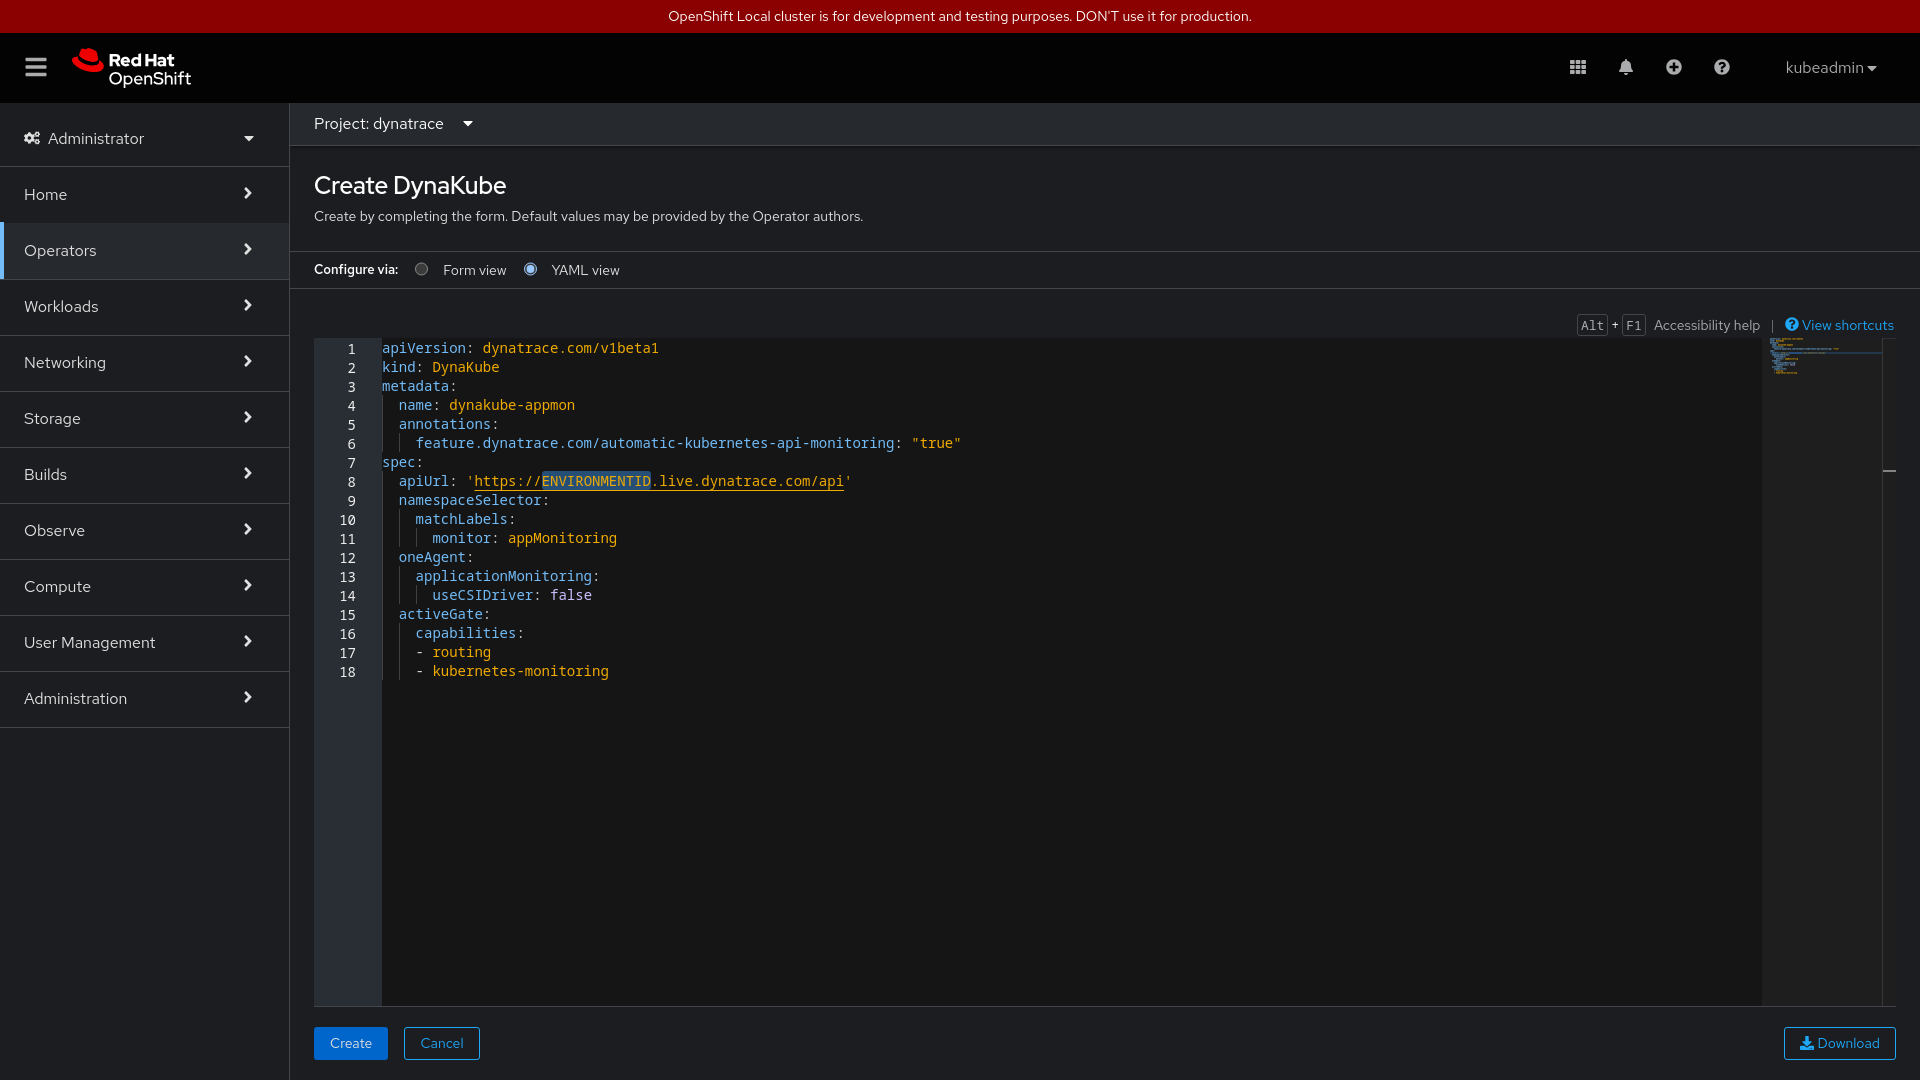 OpenShift Local cluster is for development and testing purposes. DON'T use it for production.
Red Hat
OpenShift
kubeadmin
Administrator
Home
Operators
Workloads
Networking
Storage
Builds
Observe
Compute
User Management
Administration
Project: dynatrace
Create DynaKube
Create by completing the form. Default values may be provided by the Operator authors.
Configure via: Form view YAML view
Alt + F1 Accessibility help | View shortcuts
1 apiVersion: dynatrace.com/v1beta1
2 kind: DynaKube
3 metadata:
4   name: dynakube-appmon
5   annotations:
6     feature.dynatrace.com/automatic-kubernetes-api-monitoring: "true"
7 spec:
8   apiUrl: 'https://ENVIRONMENTID.live.dynatrace.com/api'
9   namespaceSelector:
10     matchLabels:
11       monitor: appMonitoring
12   oneAgent:
13     applicationMonitoring:
14       useCSIDriver: false
15   activeGate:
16     capabilities:
17     - routing
18     - kubernetes-monitoring
Create
Cancel
Download